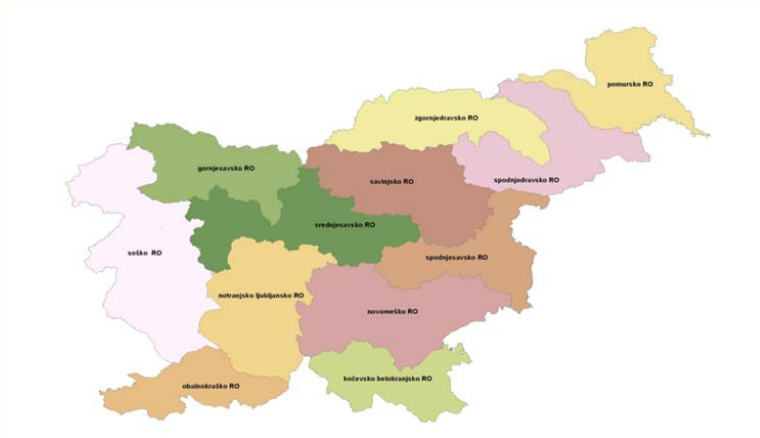 pomursko RO
zgornjedravsko RO
gornjesavsko RO
savinjsko RO
spodnjedravsko RO
srednjesavsko RO
soško RO
spodnjesavsko RO
notranjsko ljubljansko RO
novomeško RO
kočevsko belokranjsko RO
obalnokraško RO